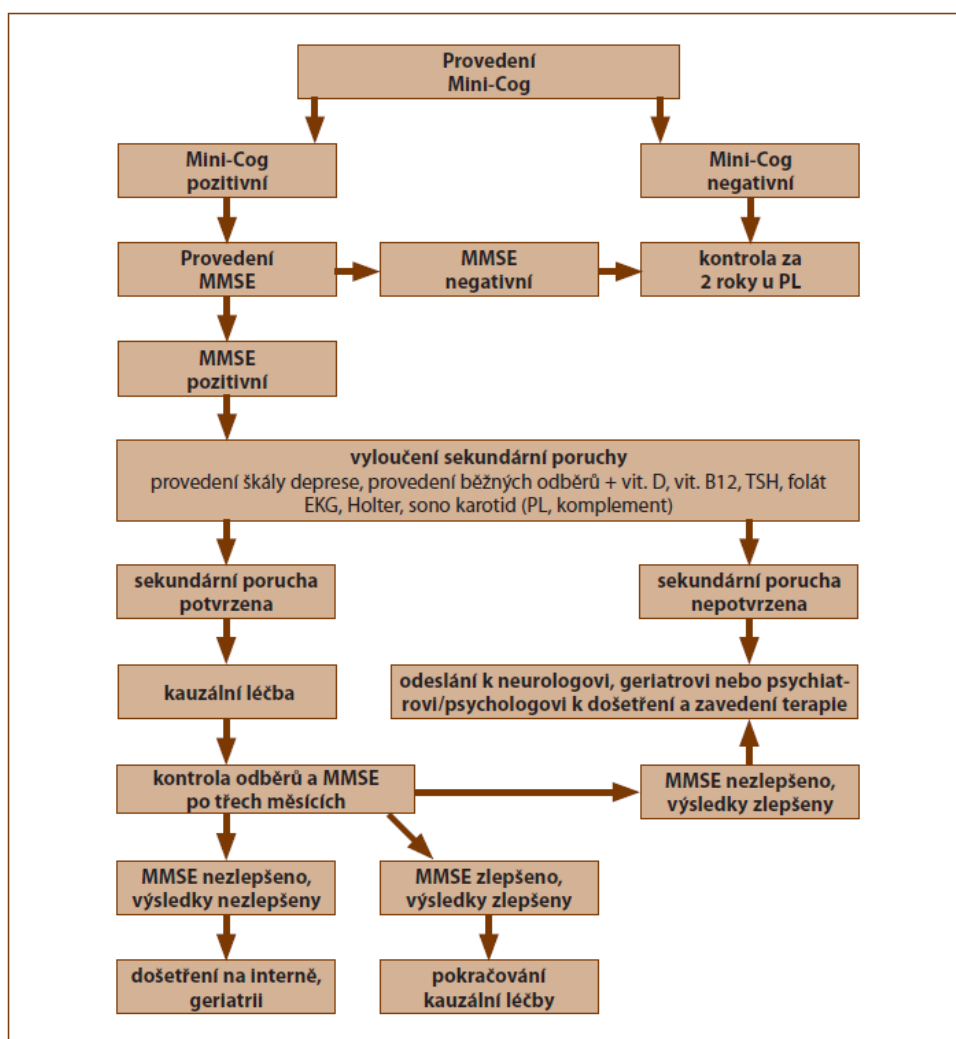 Provedení
Mini-Cog
Mini-Cog
pozitivní
Mini-Cog
negativní
Provedení
MMSE
MMSE
negativní
kontrola za
2 roky u PL
MMSE
pozitivní
vyloučení sekundární poruchy
provedení škály deprese, provedení běžných odběrů + vit. D, vit. B12, TSH, folát
EKG, Holter, sono karotid (PL, komplement)
sekundární porucha
potvrzena
sekundární porucha
nepotvrzena
kauzální léčba
odeslání k neurologovi, geriatrovi nebo psychiat-
rovi/psychologovi k došetření a zavedení terapie
kontrola odběrů a MMSE
po třech měsících
MMSE nezlepšeno,
výsledky zlepšeny
MMSE nezlepšeno,
výsledky nezlepšeny
MMSE zlepšeno,
výsledky zlepšeny
došetření na interně,
geriatrii
pokračování
kauzální léčby